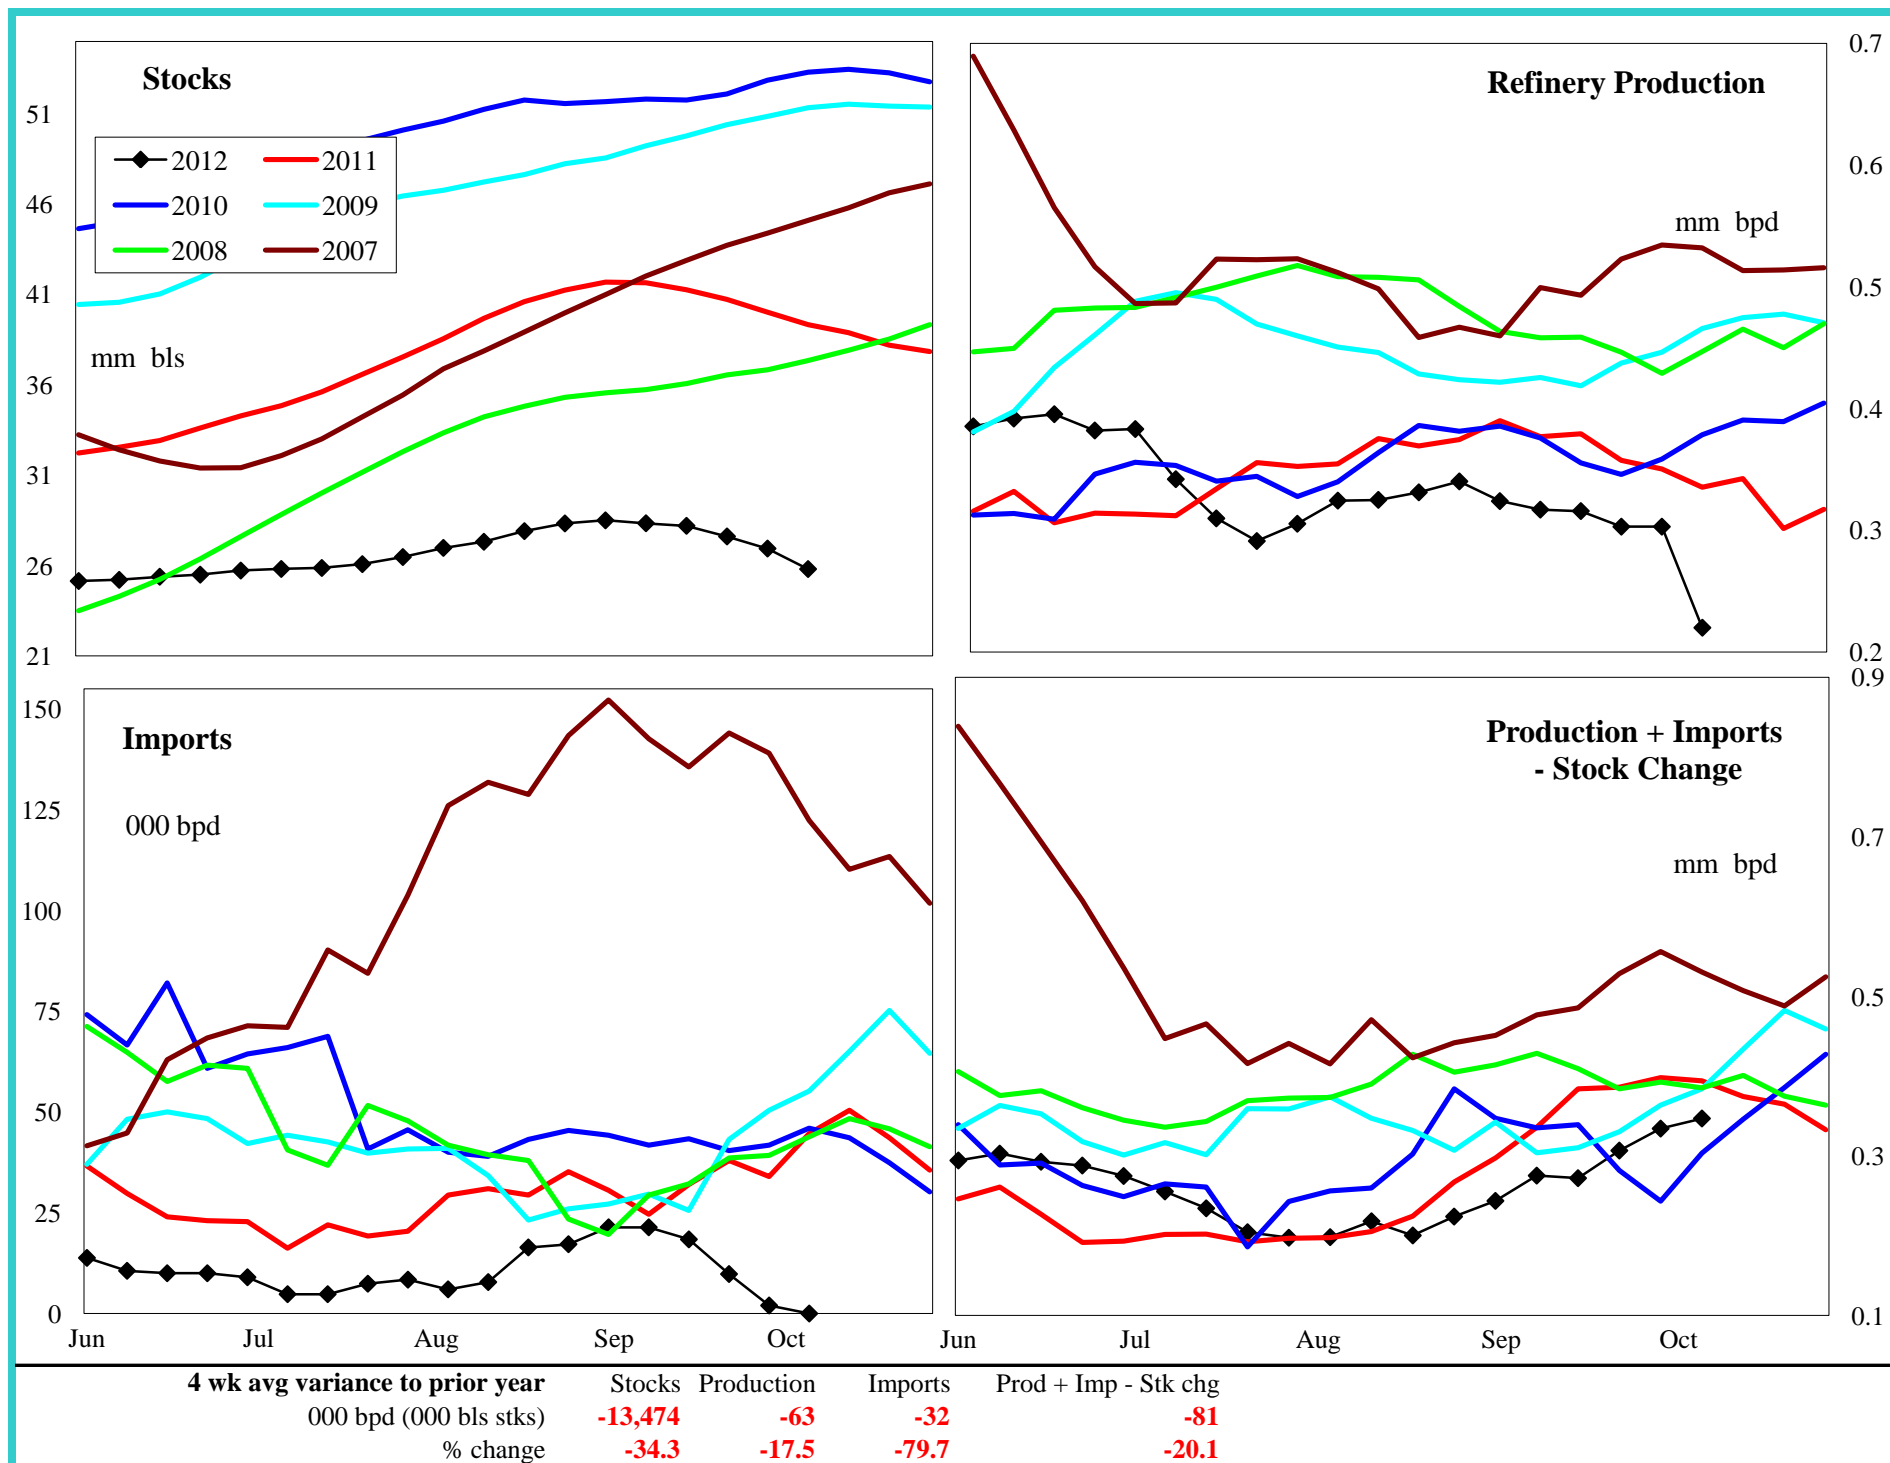 Stocks
51
46
41
36
31
26
21
2012 2011
2010 2009
2008 2007
mm bls
Refinery Production
mm bpd
0.7
0.6
0.5
0.4
0.3
0.2
Imports
000 bpd
150
125
100
75
50
25
0
Jun Jul Aug Sep Oct
Production + Imports
- Stock Change
mm bpd
0.9
0.7
0.5
0.3
0.1
Jun Jul Aug Sep Oct
4 wk avg variance to prior year Stocks Production Imports Prod + Imp - Stk chg
000 bpd (000 bls stks) -13,474 -63 -32 -81
% change -34.3 -17.5 -79.7 -20.1